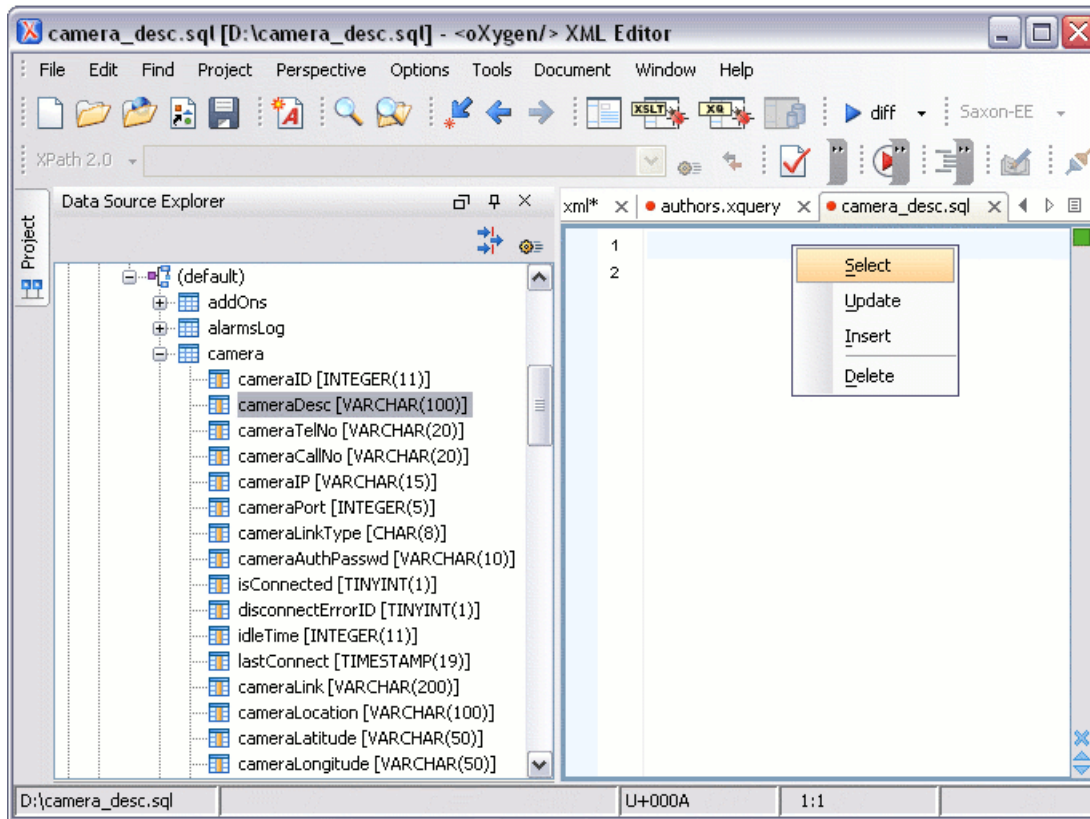 camera_desc.sql [D:\camera_desc.sql] - <oXygen/> XML Editor
File Edit Find Project Perspective Options Tools Document Window Help
XSLT XQ diff Saxon-EE
XPath 2.0
Project
Data Source Explorer
xml* authors.xquery camera_desc.sql
(default)
addOns
alarmsLog
camera
cameraID [INTEGER(11)]
cameraDesc [VARCHAR(100)]
cameraTelNo [VARCHAR(20)]
cameraCallNo [VARCHAR(20)]
cameraIP [VARCHAR(15)]
cameraPort [INTEGER(5)]
cameraLinkType [CHAR(8)]
cameraAuthPasswd [VARCHAR(10)]
isConnected [TINYINT(1)]
disconnectErrorID [TINYINT(1)]
idleTime [INTEGER(11)]
lastConnect [TIMESTAMP(19)]
cameraLink [VARCHAR(200)]
cameraLocation [VARCHAR(100)]
cameraLatitude [VARCHAR(50)]
cameraLongitude [VARCHAR(50)]
1
2
Select
Update
Insert
Delete
D:\camera_desc.sql U+000A 1:1